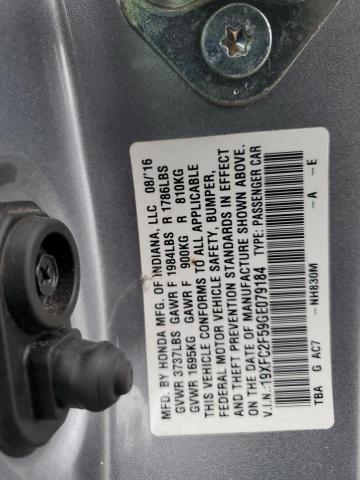 MFD. BY HONDA MFG. OF INDIANA, LLC 08/'16
GVWR 3737LBS GAWR F 1984LBS R 1786LBS
GVWR 1695KG GAWR F 900KG R 810KG
THIS VEHICLE CONFORMS TO ALL APPLICABLE
FEDERAL MOTOR VEHICLE SAFETY, BUMPER,
AND THEFT PREVENTION STANDARDS IN EFFECT
ON THE DATE OF MANUFACTURE SHOWN ABOVE.
V.I.N.:19XFC2F59GE079184 TYPE: PASSENGER CAR
NH830M -A -E
TBA G AC7